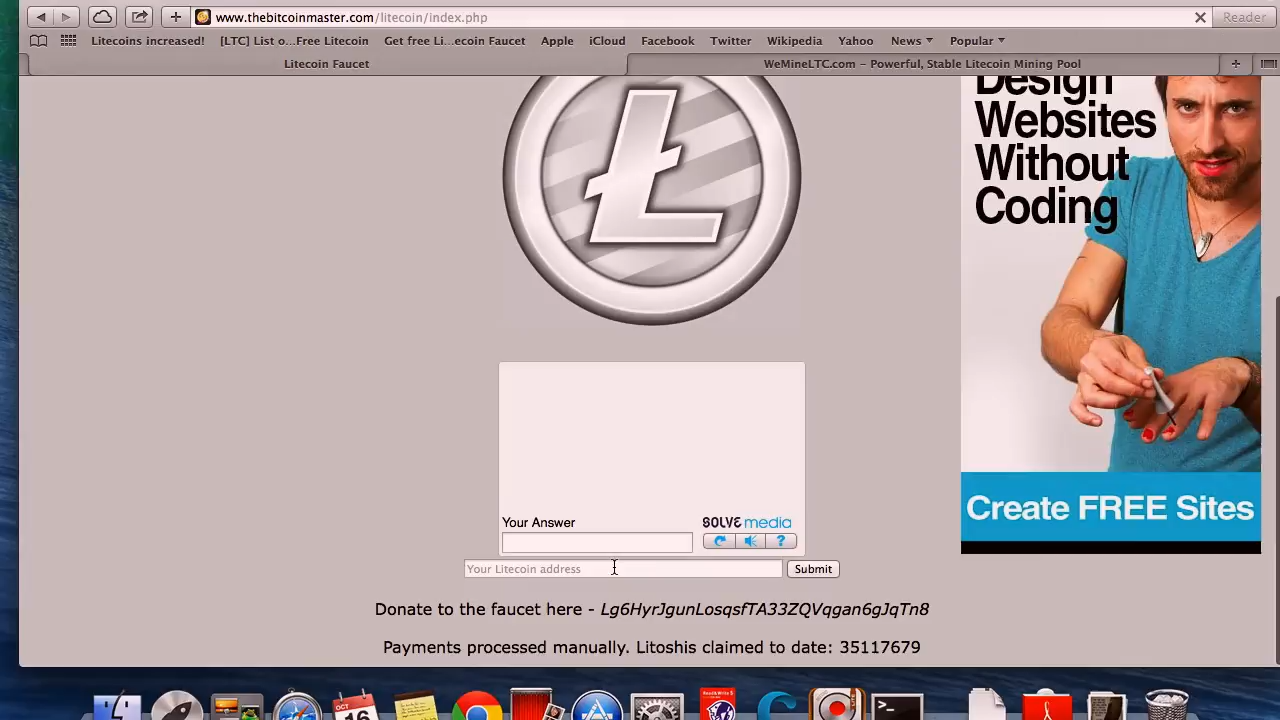 www.thebitcoinmaster.com/litecoin/index.php
Reader
Litecoins increased!
[LTC] List o...Free Litecoin
Get free Li...ecoin Faucet
Apple
iCloud
Facebook
Twitter
Wikipedia
Yahoo
News
Popular
Litecoin Faucet
WeMineLTC.com – Powerful, Stable Litecoin Mining Pool
Design
Websites
Without
Coding
Create FREE Sites
Your Answer
SOLVE media
Your Litecoin address
Submit
Donate to the faucet here - Lg6HyrJgunLosqsfTA33ZQVqgan6gJqTn8
Payments processed manually. Litoshis claimed to date: 35117679
OCT
16